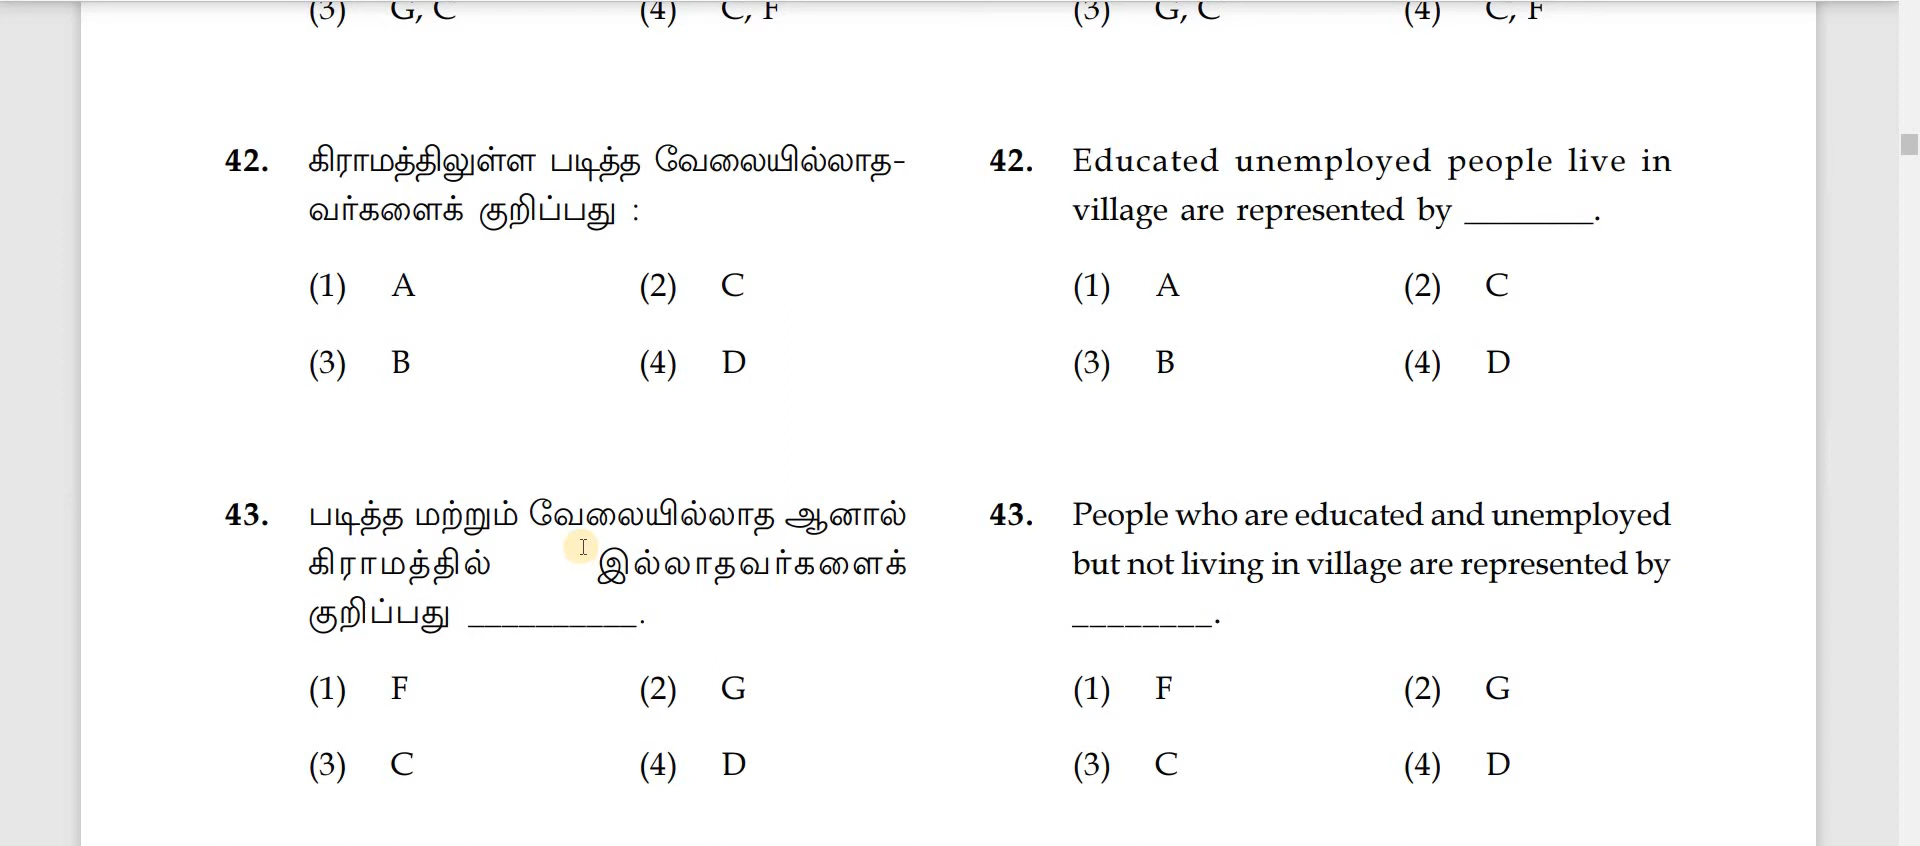 (3) G, C (4) C, F
42. கிராமத்திலுள்ள படித்த வேலையில்லாத-
வர்களைக் குறிப்பது :
(1) A (2) C
(3) B (4) D
43. படித்த மற்றும் வேலையில்லாத ஆனால்
கிராமத்தில் இல்லாதவர்களைக்
குறிப்பது __________.
(1) F (2) G
(3) C (4) D
(3) G, C (4) C, F
42. Educated unemployed people live in
village are represented by ________.
(1) A (2) C
(3) B (4) D
43. People who are educated and unemployed
but not living in village are represented by
________.
(1) F (2) G
(3) C (4) D